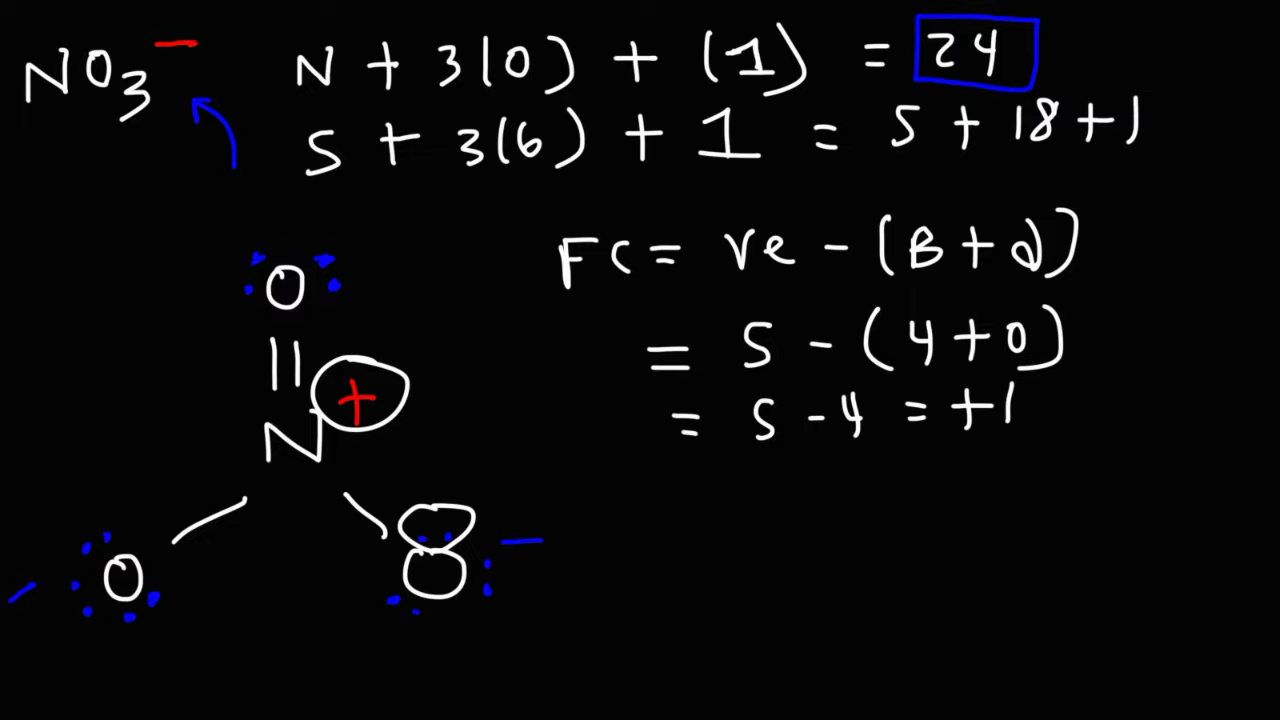 NO₃⁻ N + 3(O) + (1) = 24
5 + 3(6) + 1 = 5 + 18 + 1
FC = Ve - (B + d)
= 5 - (4 + 0)
= 5 - 4 = +1
O
+
N
O O -
-